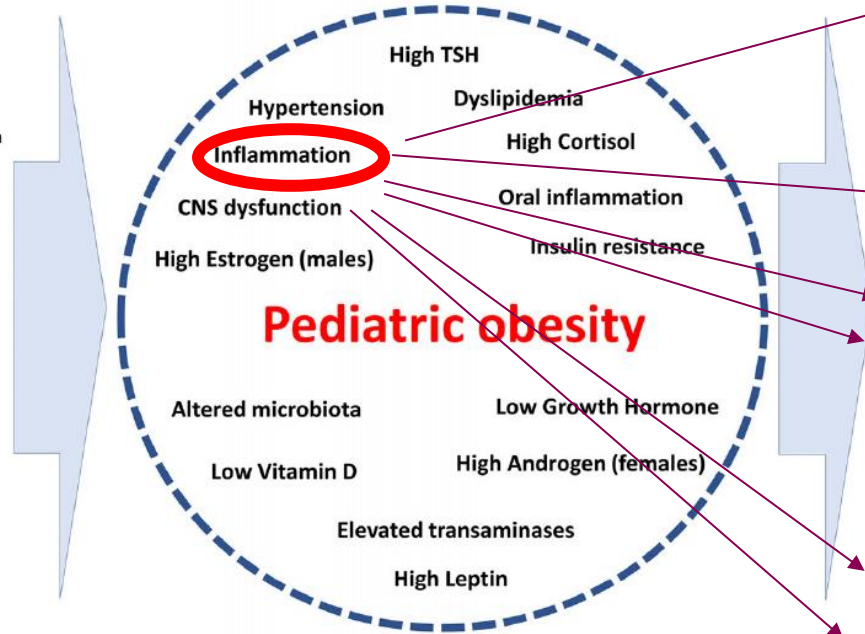 High TSH
Hypertension
Dyslipidemia
Inflammation
High Cortisol
CNS dysfunction
Oral inflammation
High Estrogen (males)
Insulin resistance
Pediatric obesity
Altered microbiota
Low Growth Hormone
Low Vitamin D
High Androgen (females)
Elevated transaminases
High Leptin